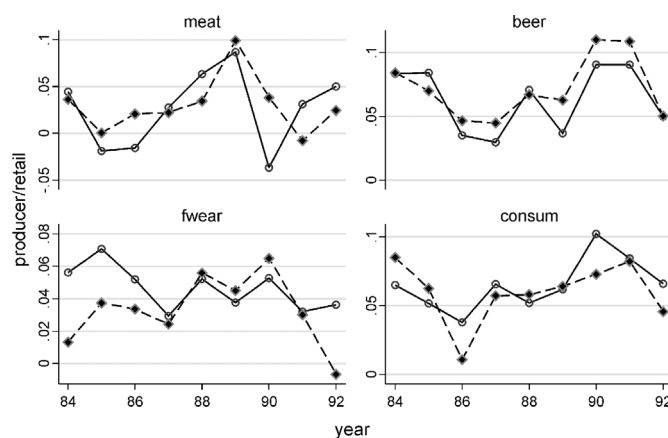 meat
beer
.1
.05
0
-.05
.1
.05
0
fwear
consum
.08
.06
.04
.02
0
.1
.05
0
84 86 88 90 92
84 86 88 90 92
producer/retail
year